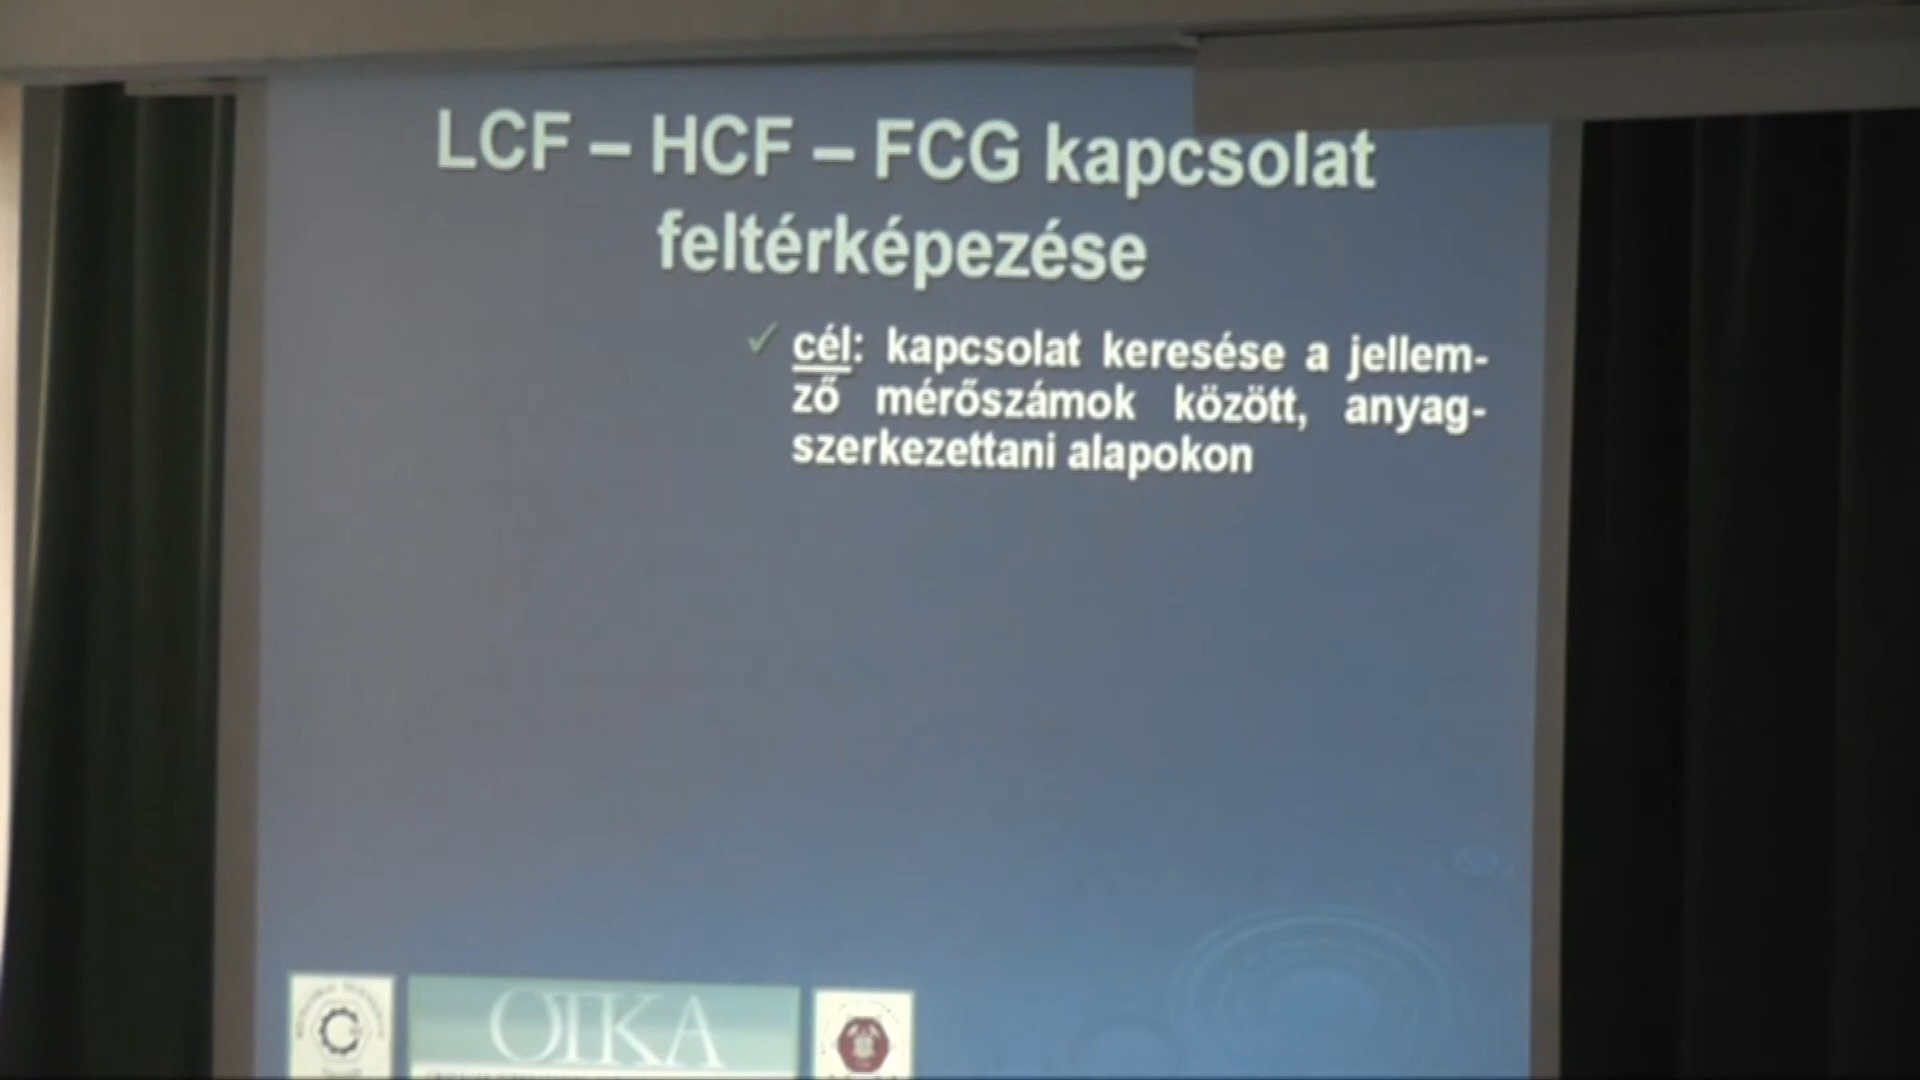 LCF – HCF – FCG kapcsolat
feltérképezése
✓ cél: kapcsolat keresése a jellem-
ző mérőszámok között, anyag-
szerkezettani alapokon
OTKA